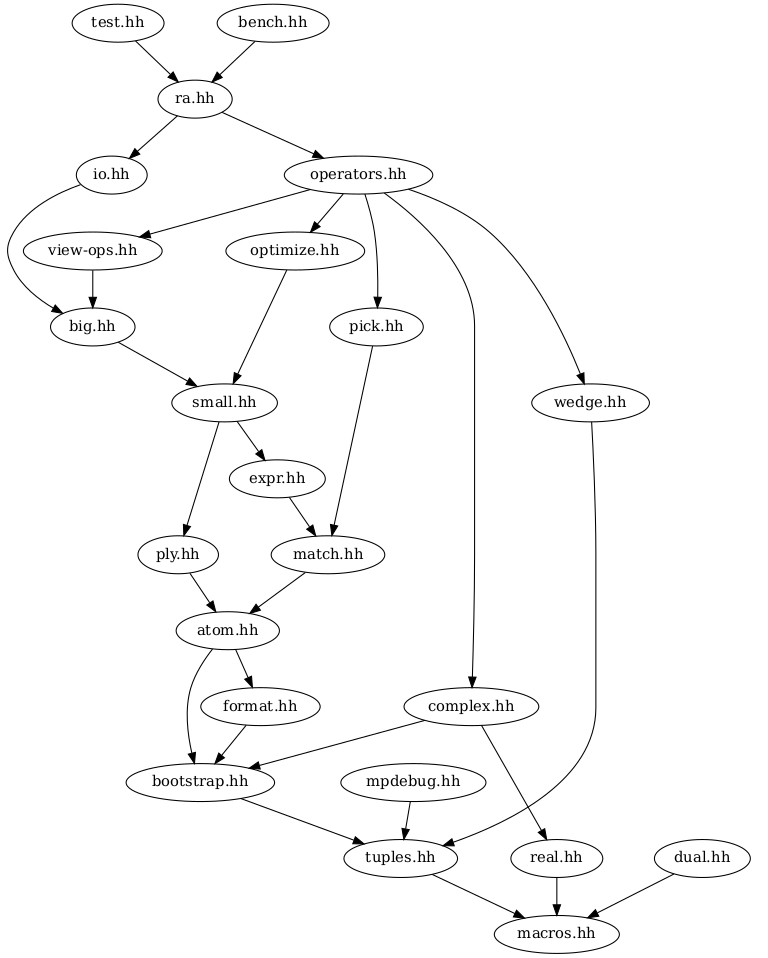 test.hh
bench.hh
ra.hh
io.hh
operators.hh
view-ops.hh
optimize.hh
big.hh
pick.hh
small.hh
wedge.hh
expr.hh
ply.hh
match.hh
atom.hh
format.hh
complex.hh
bootstrap.hh
mpdebug.hh
tuples.hh
real.hh
dual.hh
macros.hh